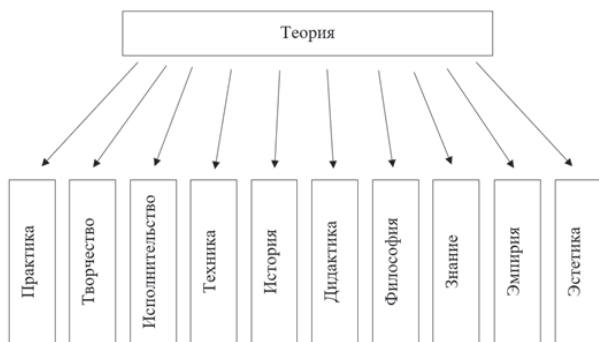 Теория
Практика
Творчество
Исполнительство
Техника
История
Дидактика
Философия
Знание
Эмпирия
Эстетика